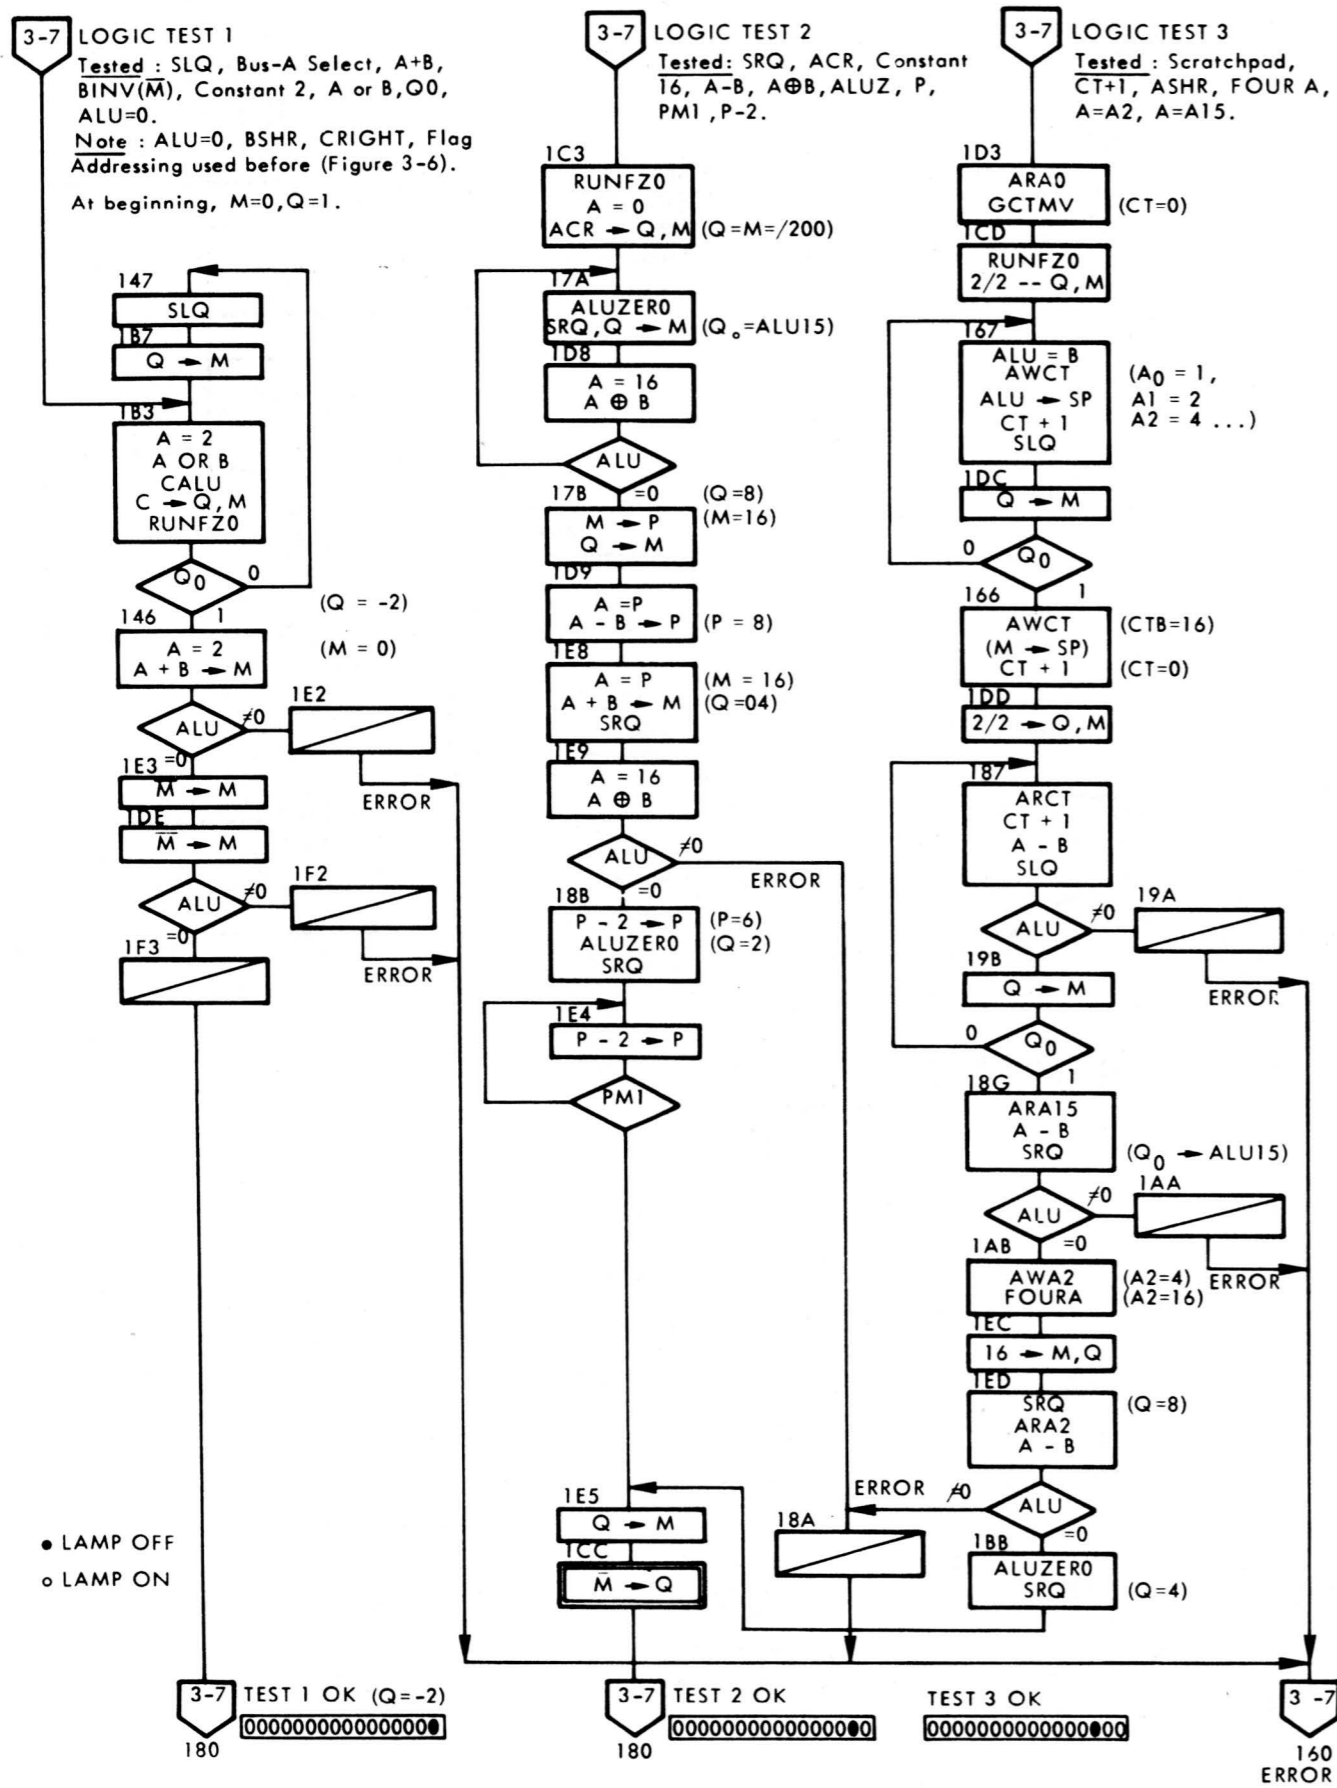 3-7
LOGIC TEST 1
Tested : SLQ, Bus-A Select, A+B,
BINV(M̅), Constant 2, A or B,Q0,
ALU=0.
Note : ALU=0, BSHR, CRIGHT, Flag
Addressing used before (Figure 3-6).
At beginning, M=0,Q=1.
147
SLQ
1B7
Q → M
1B3
A = 2
A OR B
CALU
C → Q,M
RUNFZ0
Q0
0
1
(Q = -2)
146
A = 2
A + B → M
(M = 0)
ALU
≠0
1E2
ERROR
=0
1E3
M̅ → M
1DE
M̅ → M
ALU
≠0
1F2
ERROR
=0
1F3
● LAMP OFF
○ LAMP ON
3-7
180
TEST 1 OK (Q=-2)
000000000000000●
3-7
LOGIC TEST 2
Tested: SRQ, ACR, Constant
16, A-B, A⊕B,ALUZ, P,
PM1 ,P-2.
1C3
RUNFZ0
A = 0
ACR → Q,M
(Q=M=/200)
17A
ALUZERO
SRQ,Q → M
(Q₀=ALU15)
1D8
A = 16
A ⊕ B
ALU
=0
17B
(Q=8)
M → P
(M=16)
Q → M
1D9
A =P
A - B → P
(P = 8)
1E8
A = P
(M = 16)
A + B → M
(Q=04)
SRQ
1E9
A = 16
A ⊕ B
ALU
≠0
ERROR
=0
18B
P - 2 → P
(P=6)
ALUZERO
(Q=2)
SRQ
1E4
P - 2 → P
PM1
1E5
Q → M
1CC
M̅ → Q
18A
3-7
180
TEST 2 OK
00000000000000●0
3-7
LOGIC TEST 3
Tested : Scratchpad,
CT+1, ASHR, FOUR A,
A=A2, A=A15.
1D3
ARA0
GCTMV
(CT=0)
1CD
RUNFZ0
2/2 -- Q,M
167
ALU = B
AWCT
(A0 = 1,
ALU → SP
A1 = 2
CT + 1
A2 = 4 ...)
SLQ
1DC
Q → M
0
Q0
1
166
AWCT
(CTB=16)
(M → SP)
CT + 1
(CT=0)
1DD
2/2 → Q,M
187
ARCT
CT + 1
A - B
SLQ
ALU
≠0
19A
ERROR
19B
Q → M
0
Q0
1
18G
ARA15
A - B
SRQ
(Q0 → ALU15)
ALU
≠0
1AA
ERROR
=0
1AB
AWA2
(A2=4)
FOURA
(A2=16)
1EC
16 → M,Q
1ED
SRQ
(Q=8)
ARA2
A - B
ALU
≠0
ERROR
=0
1BB
ALUZERO
SRQ
(Q=4)
TEST 3 OK
0000000000000●00
3 -7
160
ERROR